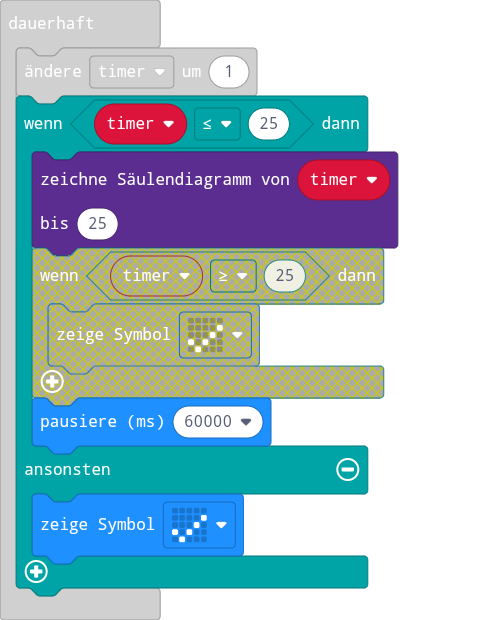 dauerhaft
ändere timer um 1
wenn timer ≤ 25 dann
zeichne Säulendiagramm von timer
bis 25
wenn timer ≥ 25 dann
zeige Symbol
pausiere (ms) 60000
ansonsten
zeige Symbol